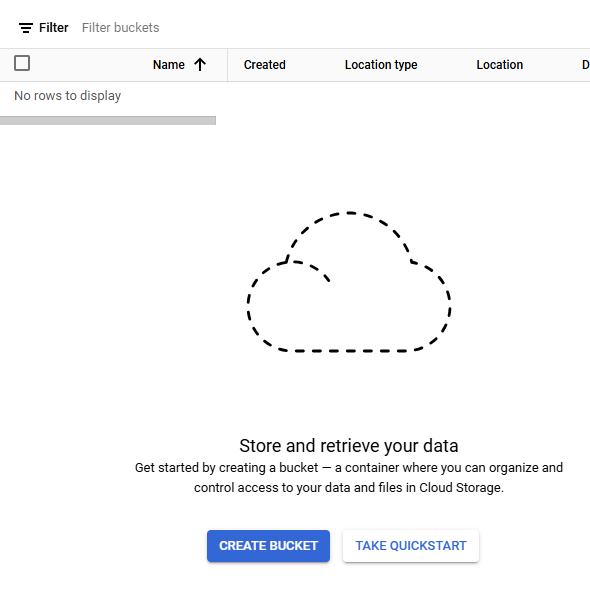 Filter Filter buckets
Name Created Location type Location D
No rows to display
Store and retrieve your data
Get started by creating a bucket — a container where you can organize and
control access to your data and files in Cloud Storage.
CREATE BUCKET TAKE QUICKSTART